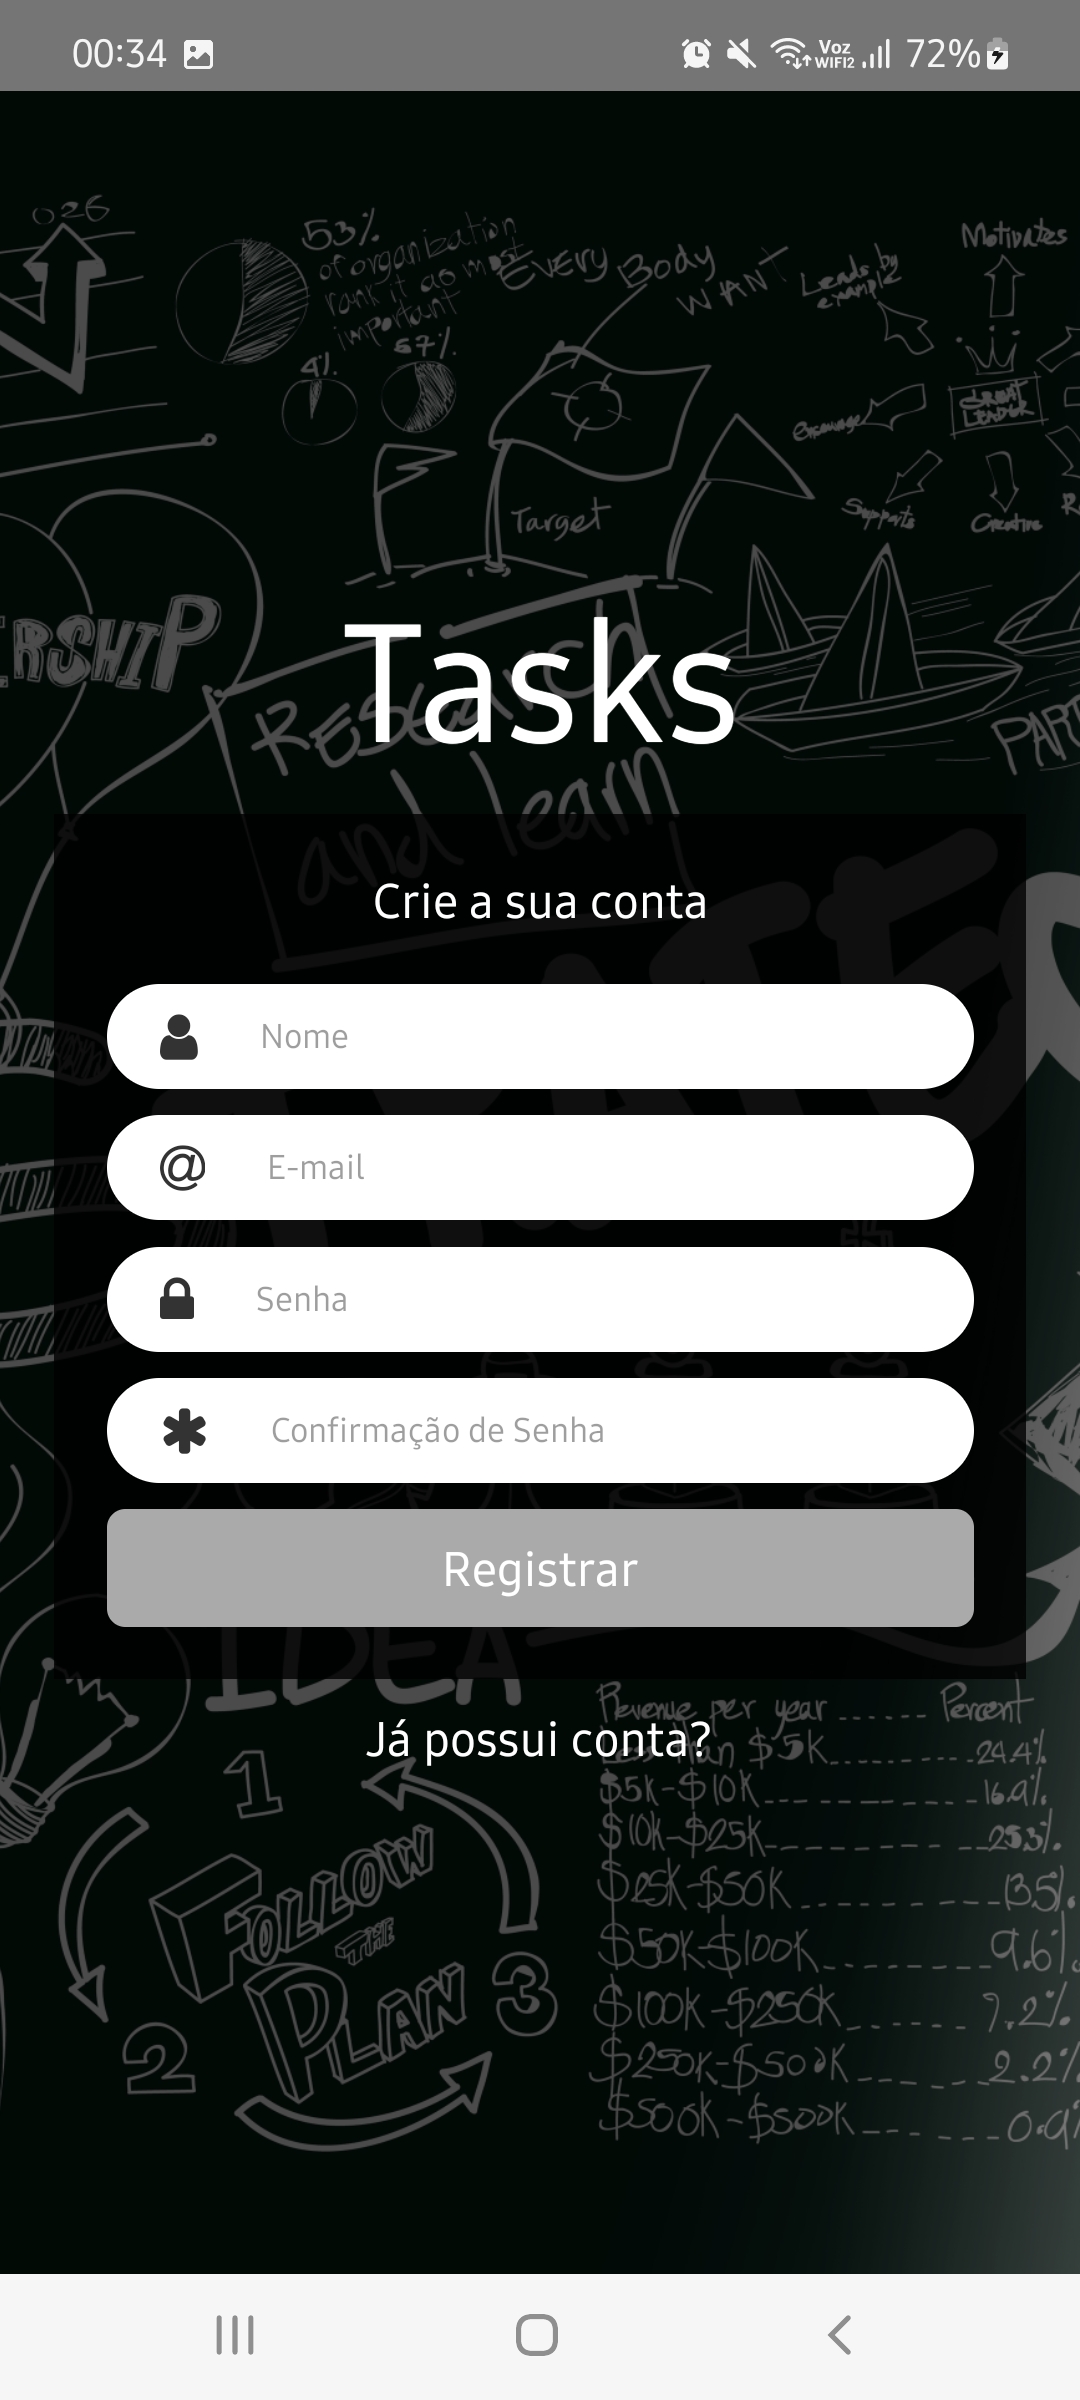 00:34
Voz
WIFI2
72%
026
53%
of organization
rank it as most
important
Every Body
WANT
Leads by
example
Motivates
4%
67%
GREAT
LEADER
Encourage
Target
Supports
Creative
R
ERSHIP
Tasks
Research
and learn
PART
Crie a sua conta
Nome
@ E-mail
Senha
Confirmação de Senha
Registrar
IDEA
Já possui conta?
Revenue per year ...... Percent
$5K ......... 24.4%
$5K-$10K ......... 16.9%
$10K-$25K ......... 25.3%
$25K-$50K ......... 13.5%
$50K-$100K ......... 9.6%
$100K-$250K ...... 7.2%
$250K-$500K ...... 2.2%
$500K-$500K ...... 0.9%
1
FOLLOW
THE
PLAN
2
3